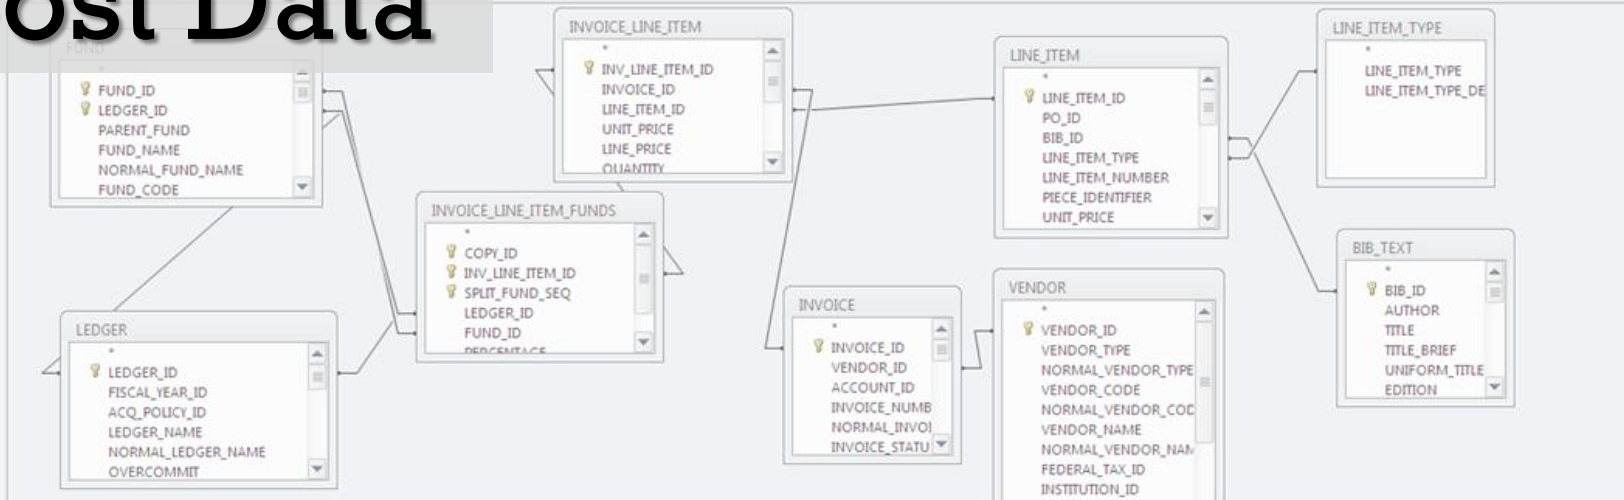 ost Data
FUND
*
FUND_ID
LEDGER_ID
PARENT_FUND
FUND_NAME
NORMAL_FUND_NAME
FUND_CODE
INVOICE_LINE_ITEM
*
INV_LINE_ITEM_ID
INVOICE_ID
LINE_ITEM_ID
UNIT_PRICE
LINE_PRICE
QUANTITY
LINE_ITEM
*
LINE_ITEM_ID
PO_ID
BIB_ID
LINE_ITEM_TYPE
LINE_ITEM_NUMBER
PIECE_IDENTIFIER
UNIT_PRICE
LINE_ITEM_TYPE
*
LINE_ITEM_TYPE
LINE_ITEM_TYPE_DE
INVOICE_LINE_ITEM_FUNDS
*
COPY_ID
INV_LINE_ITEM_ID
SPLIT_FUND_SEQ
LEDGER_ID
FUND_ID
PERCENTAGE
BIB_TEXT
*
BIB_ID
AUTHOR
TITLE
TITLE_BRIEF
UNIFORM_TITLE
EDITION
LEDGER
*
LEDGER_ID
FISCAL_YEAR_ID
ACQ_POLICY_ID
LEDGER_NAME
NORMAL_LEDGER_NAME
OVERCOMMIT
INVOICE
*
INVOICE_ID
VENDOR_ID
ACCOUNT_ID
INVOICE_NUMB
NORMAL_INVOI
INVOICE_STATU
VENDOR
*
VENDOR_ID
VENDOR_TYPE
NORMAL_VENDOR_TYPE
VENDOR_CODE
NORMAL_VENDOR_COD
VENDOR_NAME
NORMAL_VENDOR_NAM
FEDERAL_TAX_ID
INSTITUTION_ID